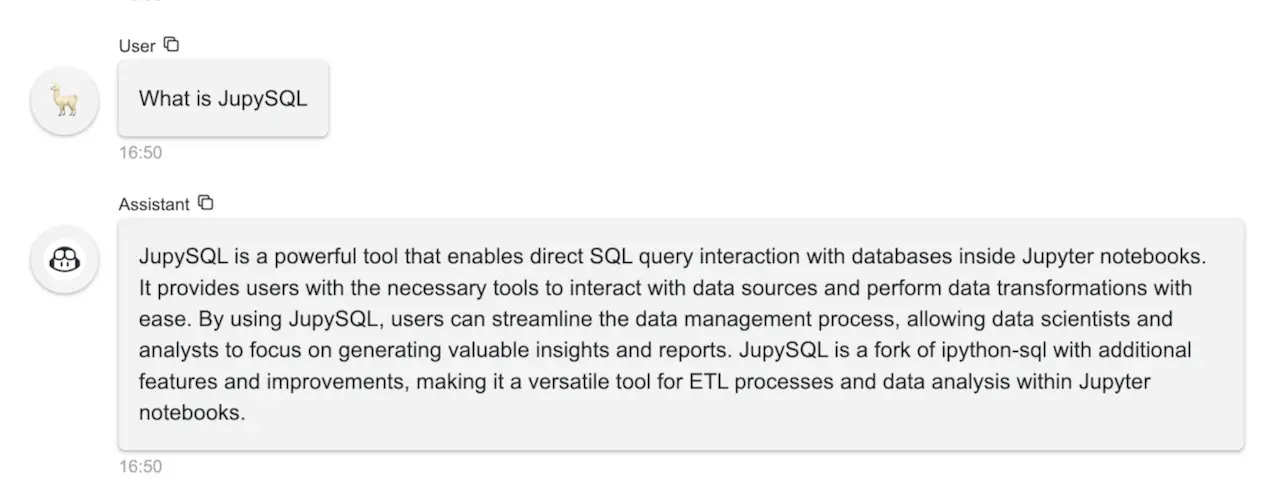 User
What is JupySQL
16:50
Assistant
JupySQL is a powerful tool that enables direct SQL query interaction with databases inside Jupyter notebooks.
It provides users with the necessary tools to interact with data sources and perform data transformations with
ease. By using JupySQL, users can streamline the data management process, allowing data scientists and
analysts to focus on generating valuable insights and reports. JupySQL is a fork of ipython-sql with additional
features and improvements, making it a versatile tool for ETL processes and data analysis within Jupyter
notebooks.
16:50